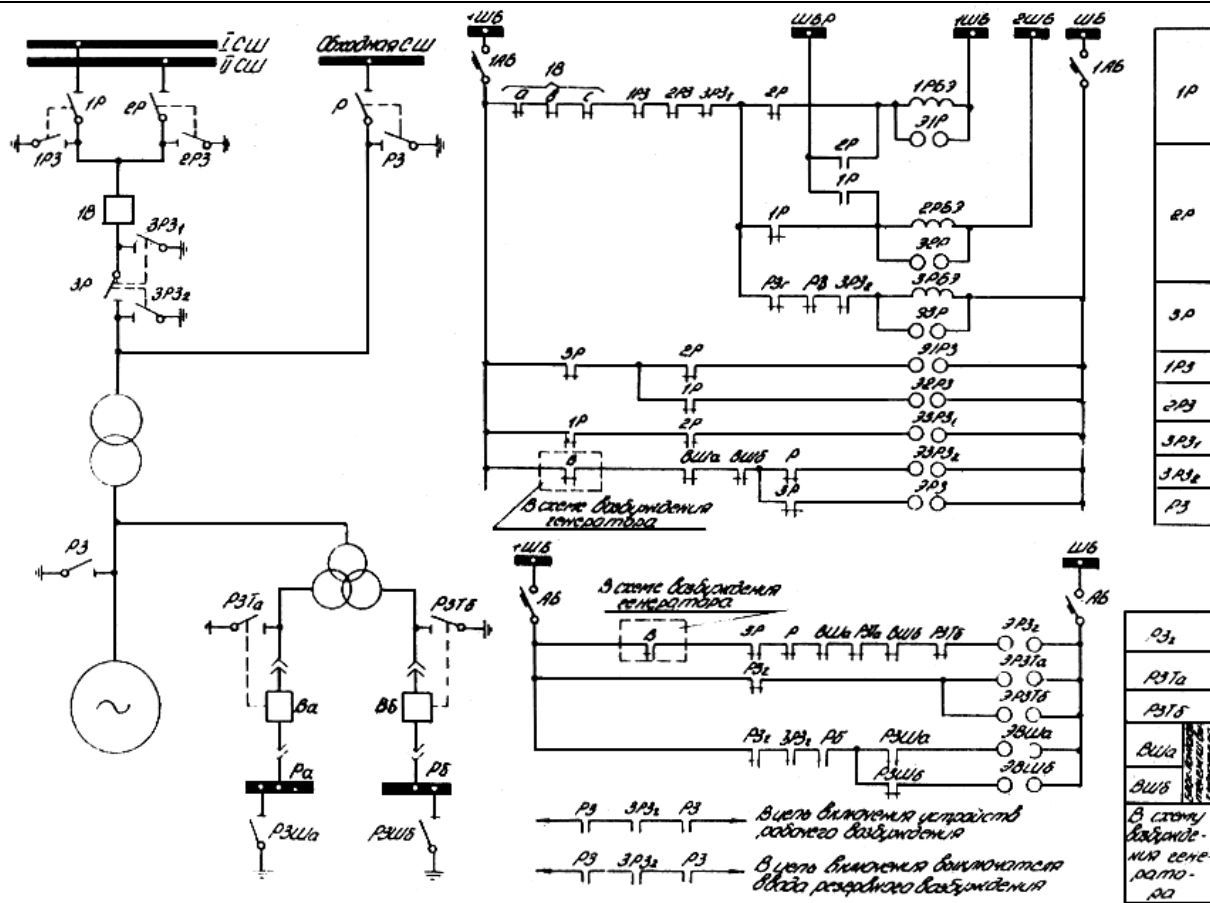 I СШ
II СШ
Обходная СШ
1Р
2Р
Р
1РЗ
2РЗ
РЗ
1В
3РЗ1
3Р
3РЗ2
РЗ
РЗТа
РЗТб
Ва
Вб
Ра
Рб
РЗШа
РЗШб
+ШБ
ШБР
1ШБ
2ШБ
ШБ
1АБ
1АБ
1В
а
в
с
1РЗ
2РЗ
3РЗ1
2Р
1РБЭ
Э1Р
2Р
1Р
1Р
2РБЭ
Э2Р
РЗг
РВ
3РЗ2
3РБЭ
Э3Р
3Р
2Р
Э1РЗ
1Р
Э2РЗ
1Р
2Р
Э3РЗ1
В
ВШа
ВШб
Р
Э3РЗ2
3Р
ЭРЗ
В схеме возбуждения
генератора
1Р
2Р
3Р
1РЗ
2РЗ
3РЗ1
3РЗ2
РЗ
+ШБ
ШБ
АБ
АБ
В схеме возбуждения
генератора
В
3Р
Р
ВШа
РЗТа
ВШб
РЗТб
ЭРЗ2
РЗ2
ЭРЗТа
ЭРЗТб
РЗ2
3РЗ2
Рб
РЗШа
ЭВШа
РЗШб
ЭВШб
РЗ
3РЗ2
РЗ
В цепь включения устройств
рабочего возбуждения
РЗ
3РЗ2
РЗ
В цепь включения выключателя
ввода резервного возбуждения
РЗ2
РЗТа
РЗТб
ВШа
ВШб
В схему
возбужде-
ния гене-
рато-
ра